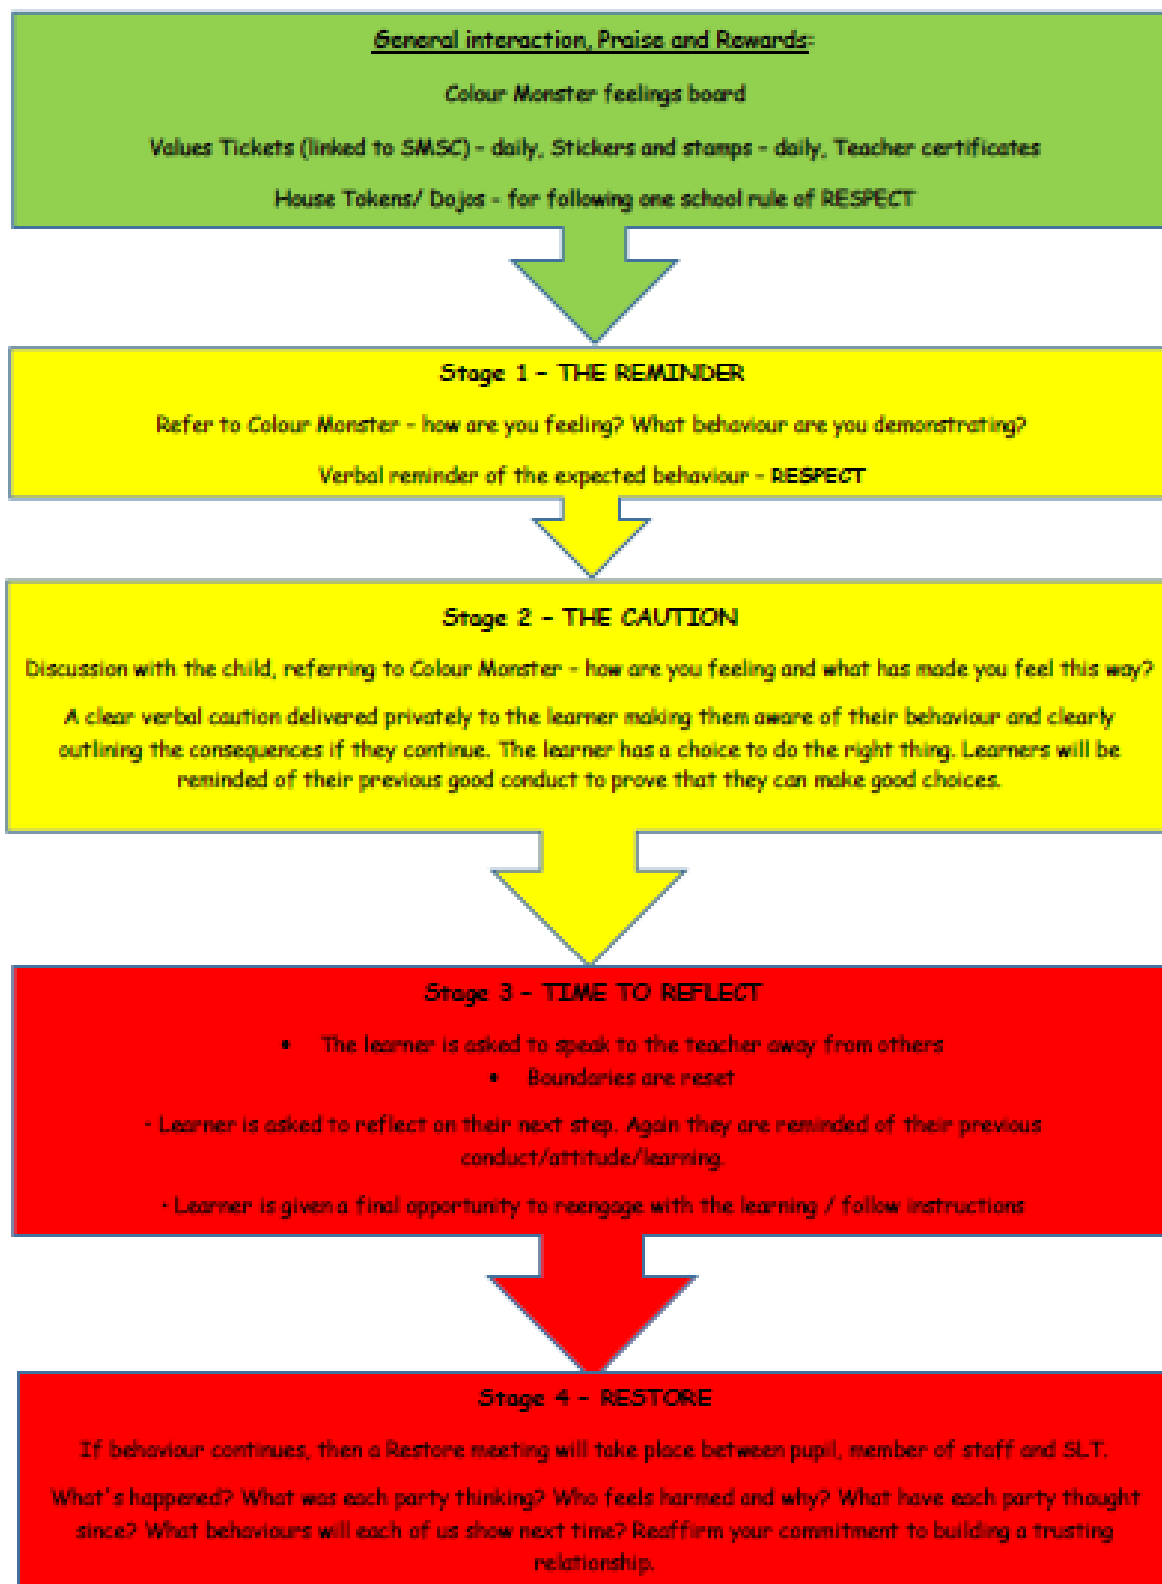 General interaction, Praise and Rewards:
Colour Monster feelings board
Values Tickets (linked to SMSC) – daily, Stickers and stamps – daily, Teacher certificates
House Tokens/ Dojos – for following one school rule of RESPECT
Stage 1 – THE REMINDER
Refer to Colour Monster – how are you feeling? What behaviour are you demonstrating?
Verbal reminder of the expected behaviour – RESPECT
Stage 2 – THE CAUTION
Discussion with the child, referring to Colour Monster – how are you feeling and what has made you feel this way?
A clear verbal caution delivered privately to the learner making them aware of their behaviour and clearly
outlining the consequences if they continue. The learner has a choice to do the right thing. Learners will be
reminded of their previous good conduct to prove that they can make good choices.
Stage 3 – TIME TO REFLECT
• The learner is asked to speak to the teacher away from others
• Boundaries are reset
• Learner is asked to reflect on their next step. Again they are reminded of their previous
conduct/attitude/learning.
• Learner is given a final opportunity to reengage with the learning / follow instructions
Stage 4 – RESTORE
If behaviour continues, then a Restore meeting will take place between pupil, member of staff and SLT.
What's happened? What was each party thinking? Who feels harmed and why? What have each party thought
since? What behaviours will each of us show next time? Reaffirm your commitment to building a trusting
relationship.